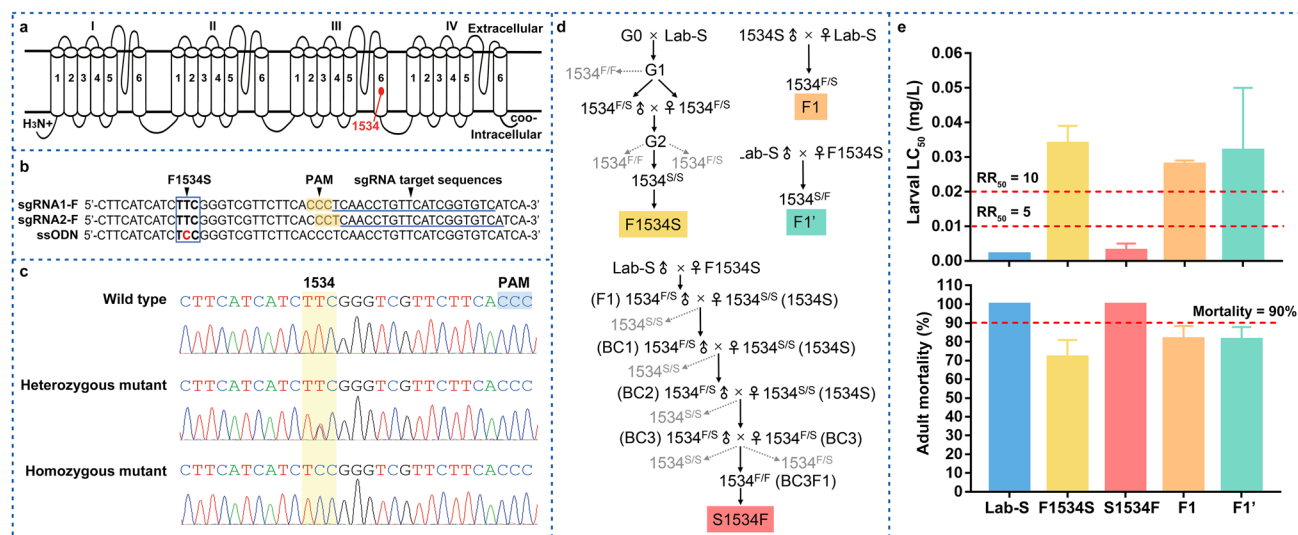 a
I II III IV Extracellular
1 2 3 4 5 6 1 2 3 4 5 6 1 2 3 4 5 6 1 2 3 4 5 6
H3N+ 1534 coo-
Intracellular
b
F1534S PAM sgRNA target sequences
sgRNA1-F 5'-CTTCATCATCTTCGGGTCGTTCTTCACCCTCAACCTGTTCATCGGTGTCATCA-3'
sgRNA2-F 5'-CTTCATCATCTTCGGGTCGTTCTTCACCCTCAACCTGTTCATCGGTGTCATCA-3'
ssODN 5'-CTTCATCATCTCCGGGTCGTTCTTCACCCTCAACCTGTTCATCGGTGTCATCA-3'
c
1534 PAM
Wild type CTTCATCATCTTCGGGTCGTTCTTCACCC
Heterozygous mutant CTTCATCATCTTCGGGTCGTTCTTCACCC
Homozygous mutant CTTCATCATCTCCGGGTCGTTCTTCACCC
d
G0 × Lab-S
1534F/F G1
1534F/S ♂ × ♀ 1534F/S
G2
1534F/F 1534F/S
1534S/S
F1534S
1534S ♂ × ♀ Lab-S
1534F/S
F1
Lab-S ♂ × ♀ F1534S
1534S/F
F1'
Lab-S ♂ × ♀ F1534S
(F1) 1534F/S ♂ × ♀ 1534S/S (1534S)
1534S/S
(BC1) 1534F/S ♂ × ♀ 1534S/S (1534S)
1534S/S
(BC2) 1534F/S ♂ × ♀ 1534S/S (1534S)
1534S/S
(BC3) 1534F/S ♂ × ♀ 1534F/S (BC3)
1534S/S 1534F/S
1534F/F (BC3F1)
S1534F
e
Larval LC50 (mg/L)
0.06
0.05
0.04
0.03
0.02
0.01
0.00
RR50 = 10
RR50 = 5
Adult mortality (%)
110
100
90
80
70
60
50
40
30
20
10
0
Mortality = 90%
Lab-S F1534S S1534F F1 F1'